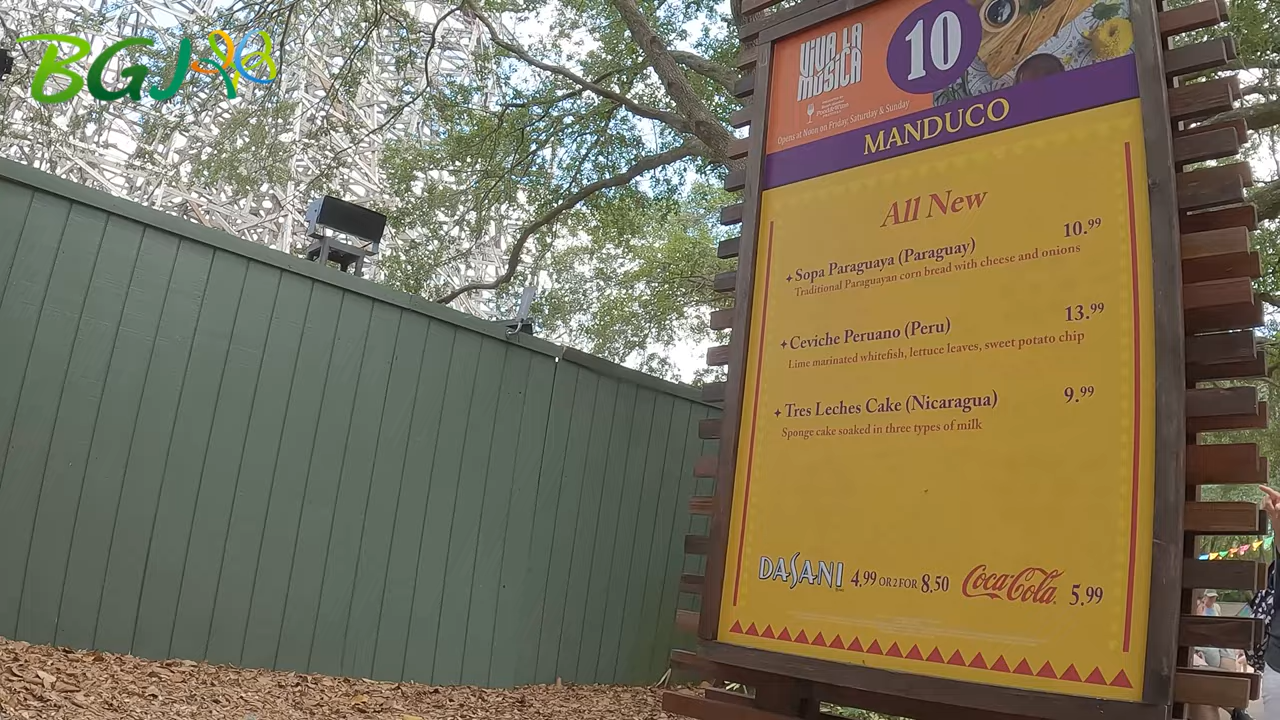 BGJ
VIVA LA
MUSICA
10
Opens at Noon on Friday, Saturday & Sunday
MANDUCO
All New
✦Sopa Paraguaya (Paraguay) 10.99
Traditional Paraguayan corn bread with cheese and onions
✦Ceviche Peruano (Peru) 13.99
Lime marinated whitefish, lettuce leaves, sweet potato chip
✦Tres Leches Cake (Nicaragua) 9.99
Sponge cake soaked in three types of milk
DASANI 4.99 OR 2 FOR 8.50 Coca-Cola 5.99